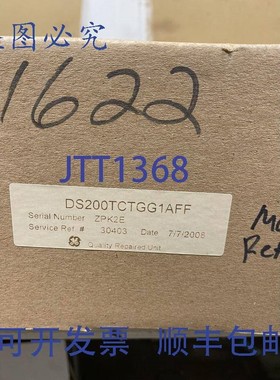 盗图必究
1622
JTT1368
DS200TCTGG1AFF
Serial Number ZPK2E
Service Ref # 30403 Date 7/7/2008
Quality Repaired Unit
可开发票 顺丰包邮